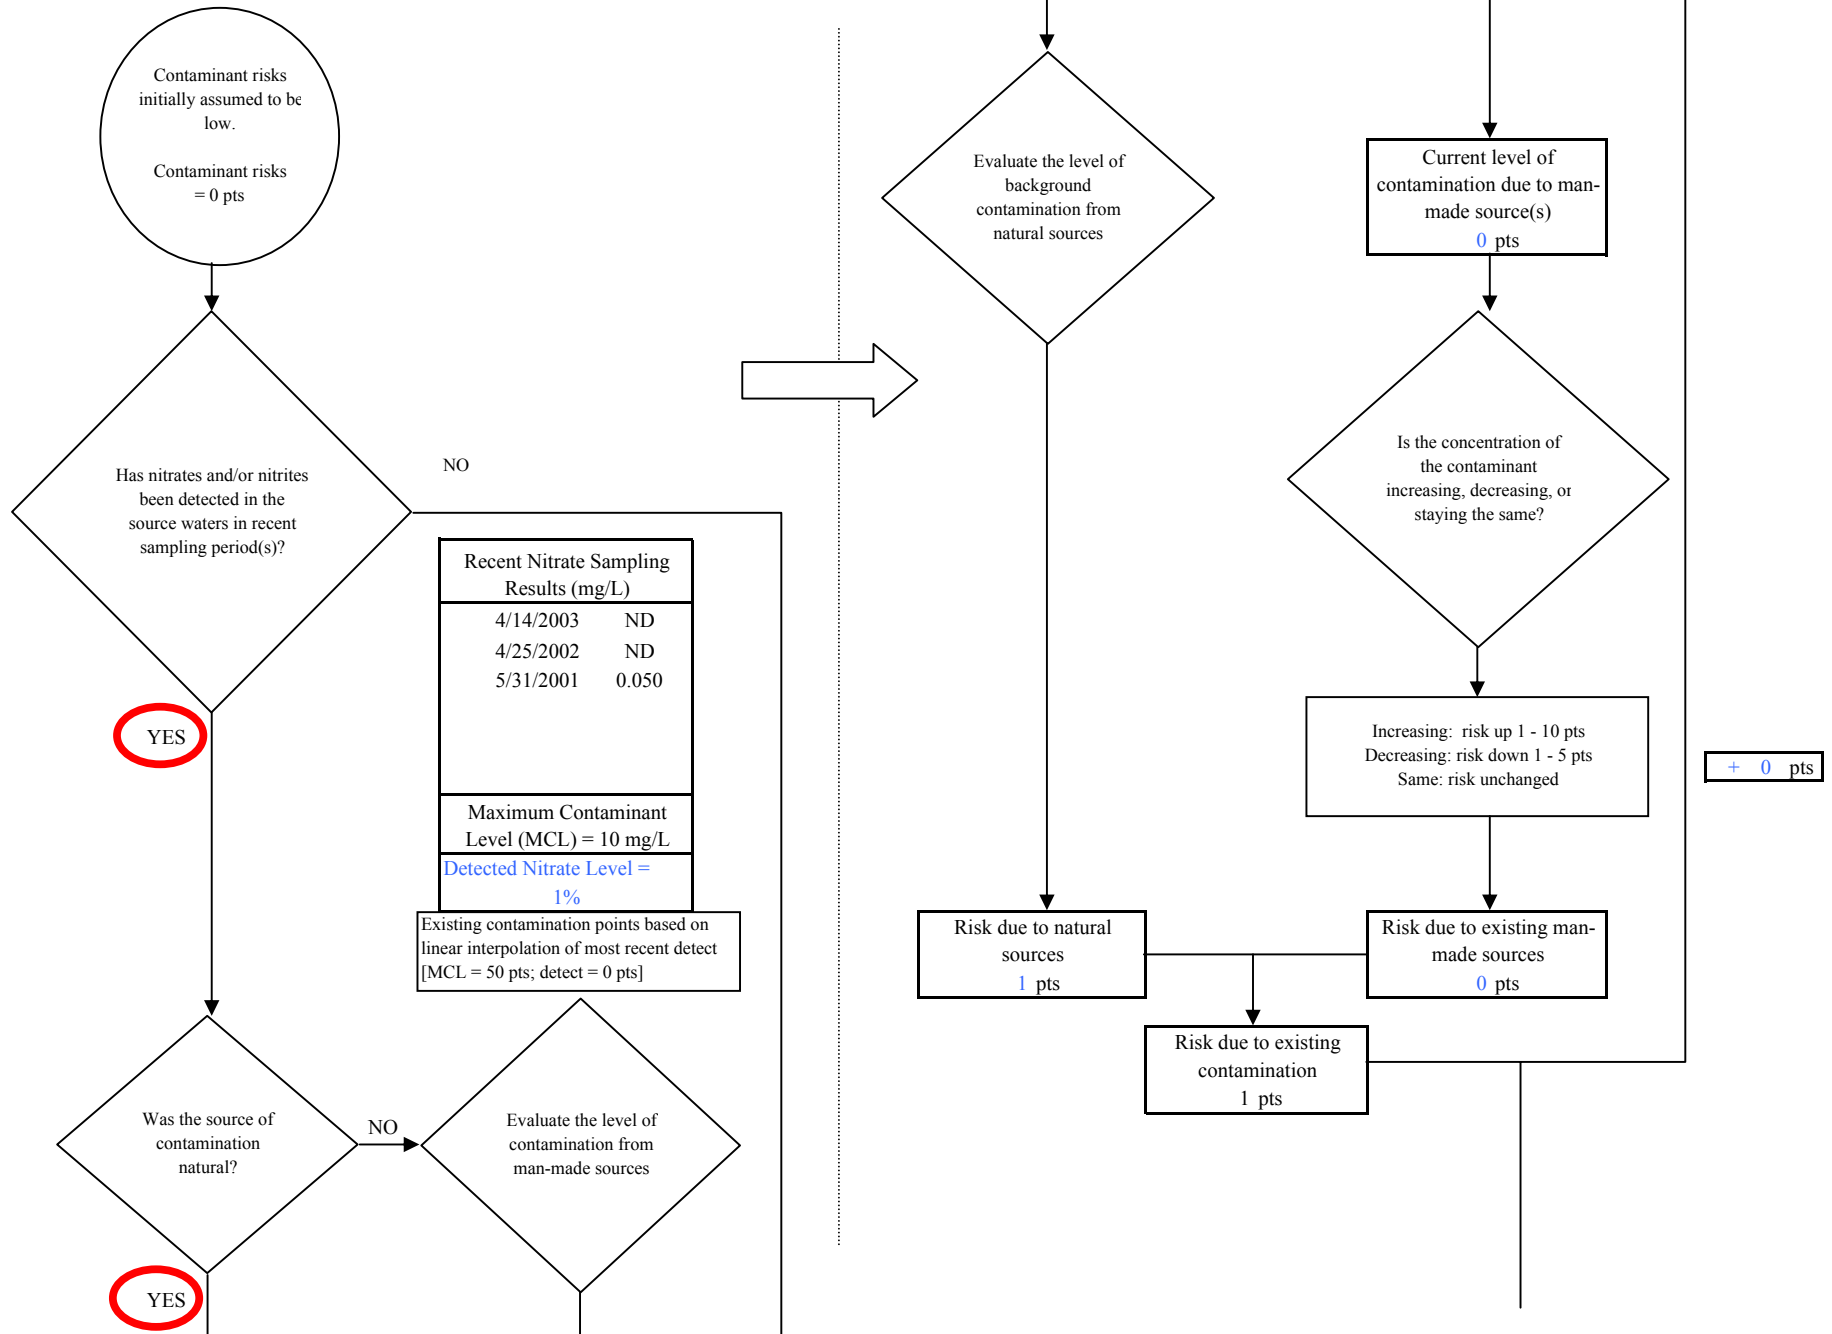 Contaminant risks
initially assumed to be
low.
Contaminant risks
= 0 pts
Has nitrates and/or nitrites
been detected in the
source waters in recent
sampling period(s)?
NO
YES
Recent Nitrate Sampling
Results (mg/L)
4/14/2003 ND
4/25/2002 ND
5/31/2001 0.050
Maximum Contaminant
Level (MCL) = 10 mg/L
Detected Nitrate Level =
1%
Existing contamination points based on
linear interpolation of most recent detect
[MCL = 50 pts; detect = 0 pts]
Was the source of
contamination
natural?
NO
YES
Evaluate the level of
contamination from
man-made sources
Evaluate the level of
background
contamination from
natural sources
Current level of
contamination due to man-
made source(s)
0 pts
Is the concentration of
the contaminant
increasing, decreasing, or
staying the same?
Increasing: risk up 1 - 10 pts
Decreasing: risk down 1 - 5 pts
Same: risk unchanged
+ 0 pts
Risk due to natural
sources
1 pts
Risk due to existing man-
made sources
0 pts
Risk due to existing
contamination
1 pts